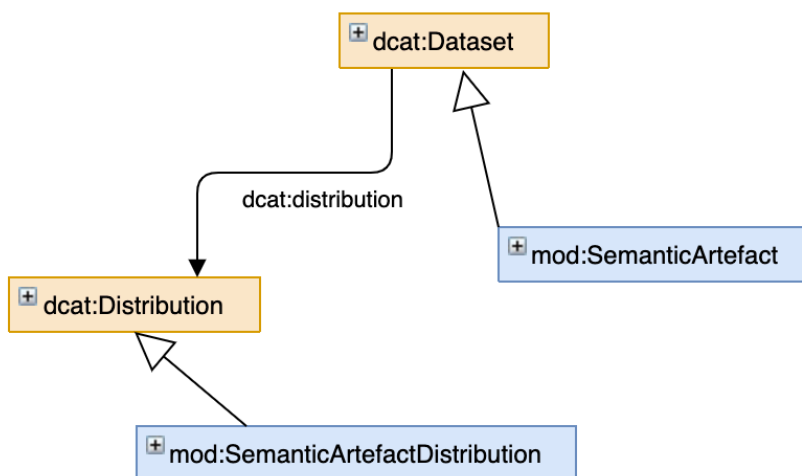 dcat:Dataset
dcat:distribution
mod:SemanticArtefact
dcat:Distribution
mod:SemanticArtefactDistribution